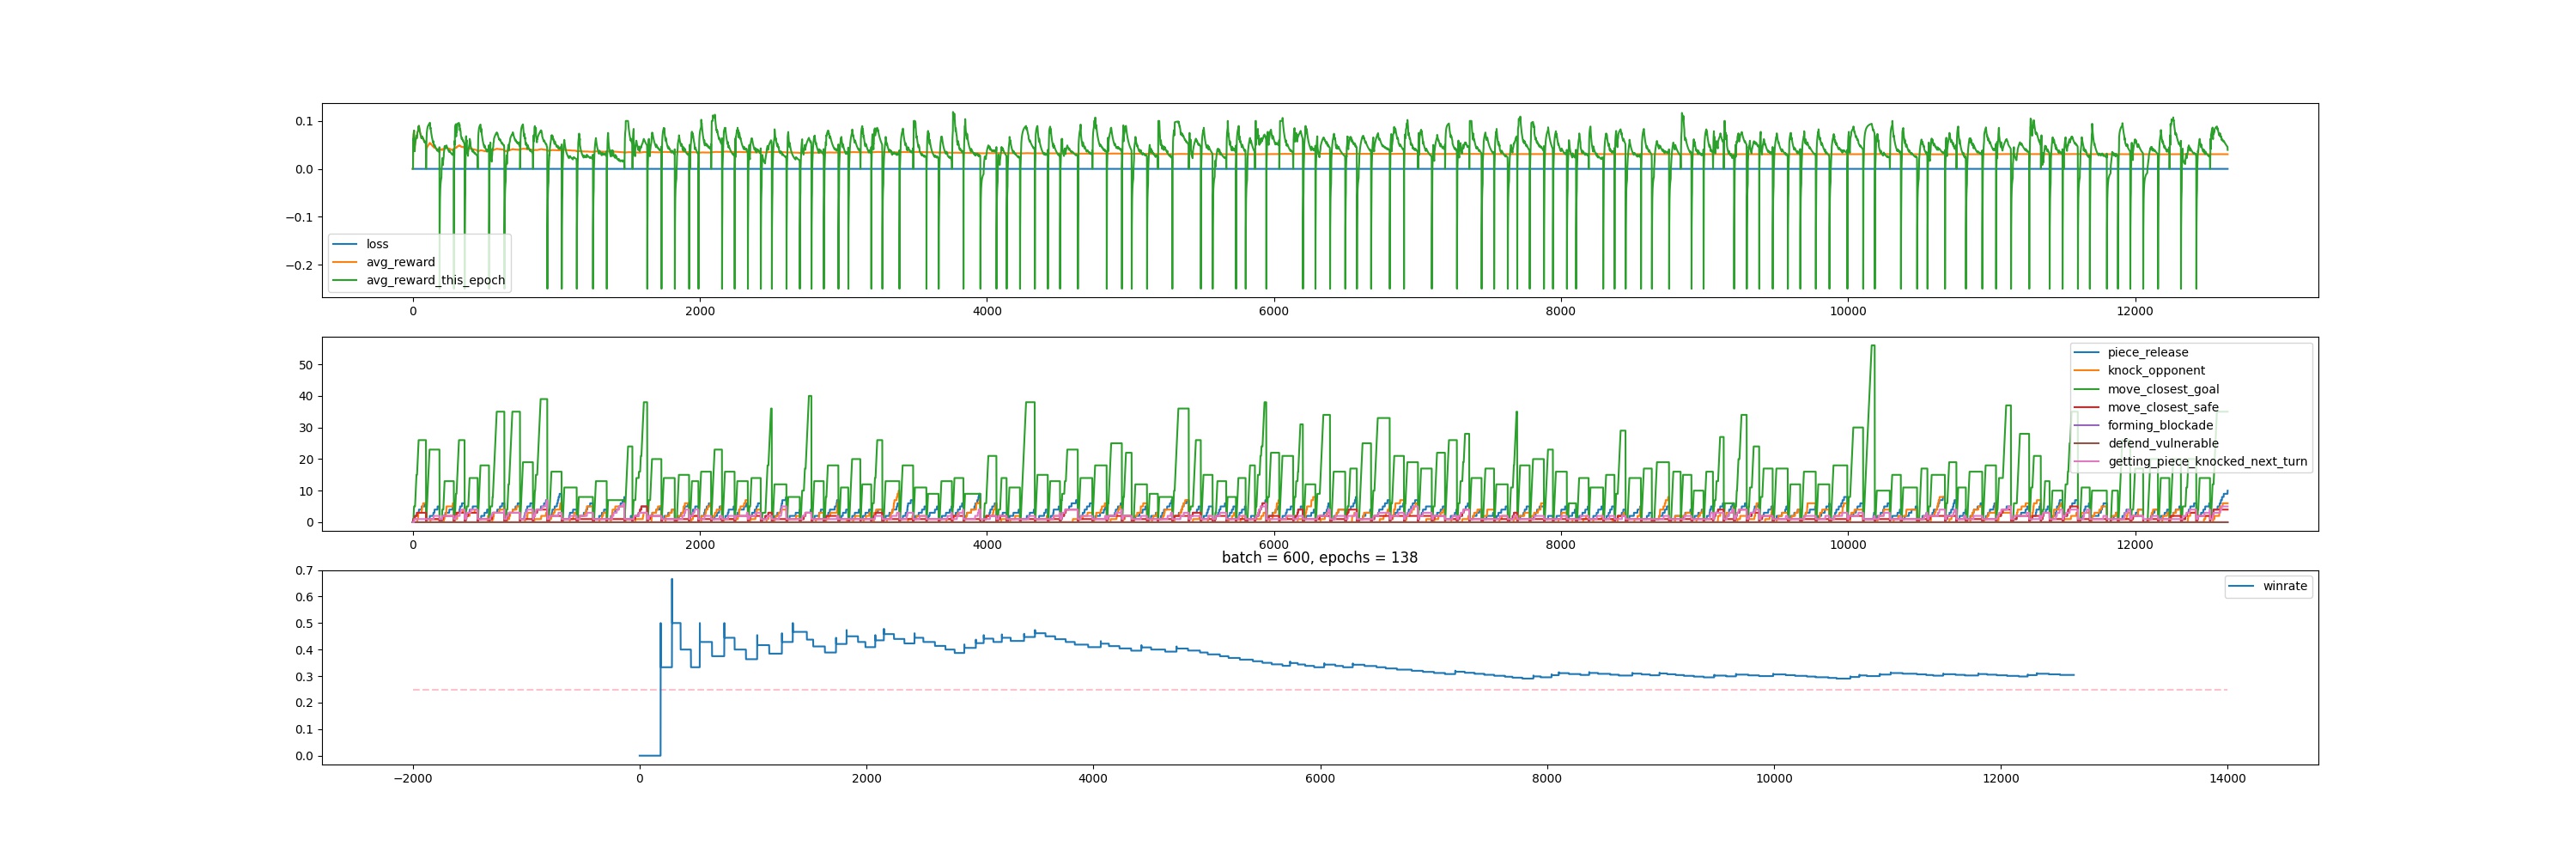 0.1
0.0
−0.1
−0.2
loss
avg_reward
avg_reward_this_epoch
0 2000 4000 6000 8000 10000 12000
50
40
30
20
10
0
piece_release
knock_opponent
move_closest_goal
move_closest_safe
forming_blockade
defend_vulnerable
getting_piece_knocked_next_turn
0 2000 4000 6000 8000 10000 12000
batch = 600, epochs = 138
0.7
0.6
0.5
0.4
0.3
0.2
0.1
0.0
winrate
−2000 0 2000 4000 6000 8000 10000 12000 14000